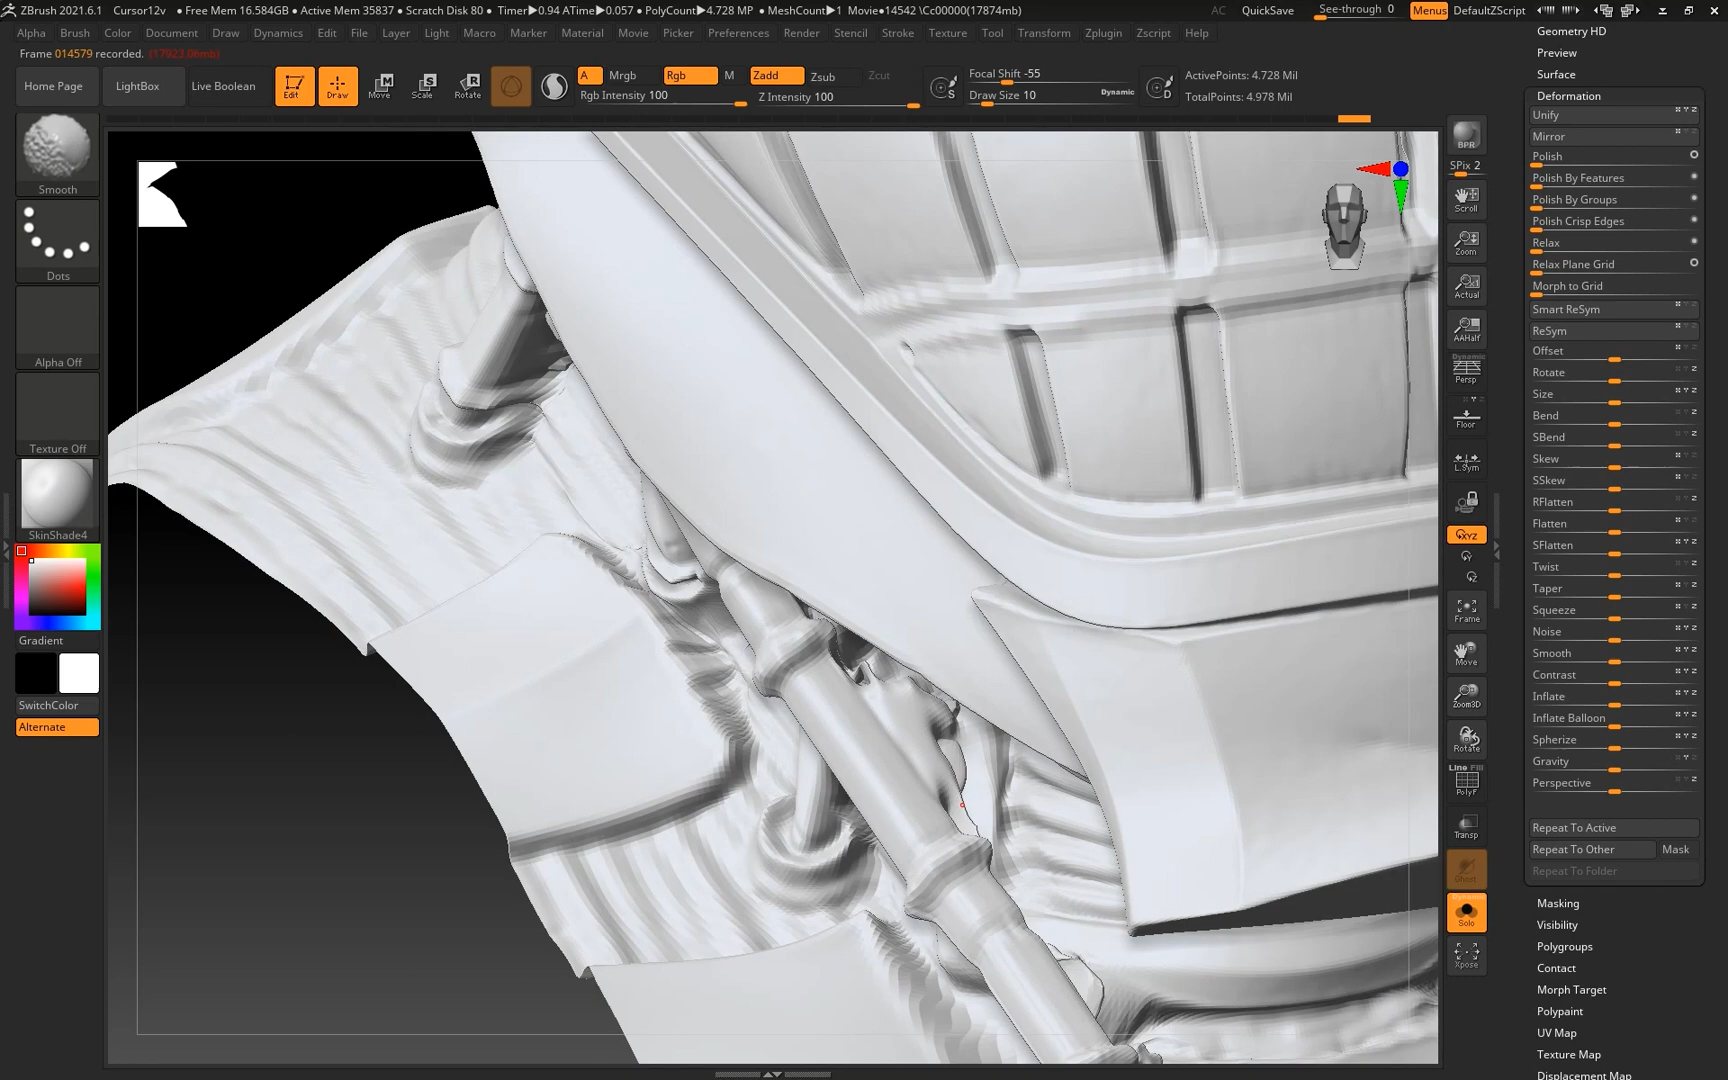 ZBrush 2021.6.1 Cursor12v • Free Mem 16.584GB • Active Mem 35837 • Scratch Disk 80 • Timer▶0.94 ATime▶0.057 • PolyCount▶4.728 MP • MeshCount▶1 Movie●14542 \Cc00000(17874mb) AC QuickSave See-through 0 Menus DefaultZScript
Alpha Brush Color Document Draw Dynamics Edit File Layer Light Macro Marker Material Movie Picker Preferences Render Stencil Stroke Texture Tool Transform Zplugin Zscript Help
Frame 014579 recorded. (17923.06mb)
Home Page LightBox Live Boolean Edit Draw Move Scale Rotate
A Mrgb Rgb M Zadd Zsub Zcut
Rgb Intensity 100 Z Intensity 100
S Focal Shift -55
Draw Size 10 Dynamic D
ActivePoints: 4.728 Mil
TotalPoints: 4.978 Mil
Smooth
Dots
Alpha Off
Texture Off
SkinShade4
Gradient
SwitchColor
Alternate
BPR
SPix 2
Scroll
Zoom
Actual
AAHalf
Dynamic
Persp
Floor
L.Sym
XYZ
Y
Z
Frame
Move
Zoom3D
Rotate
Line Fill
PolyF
Transp
Ghost
Dynamic
Solo
Xpose
Geometry HD
Preview
Surface
Deformation
Unify
Mirror
Polish
Polish By Features
Polish By Groups
Polish Crisp Edges
Relax
Relax Plane Grid
Morph to Grid
Smart ReSym
ReSym
Offset
Rotate
Size
Bend
SBend
Skew
SSkew
RFlatten
Flatten
SFlatten
Twist
Taper
Squeeze
Noise
Smooth
Contrast
Inflate
Inflate Balloon
Spherize
Gravity
Perspective
Repeat To Active
Repeat To Other Mask
Repeat To Folder
Masking
Visibility
Polygroups
Contact
Morph Target
Polypaint
UV Map
Texture Map
Displacement Map